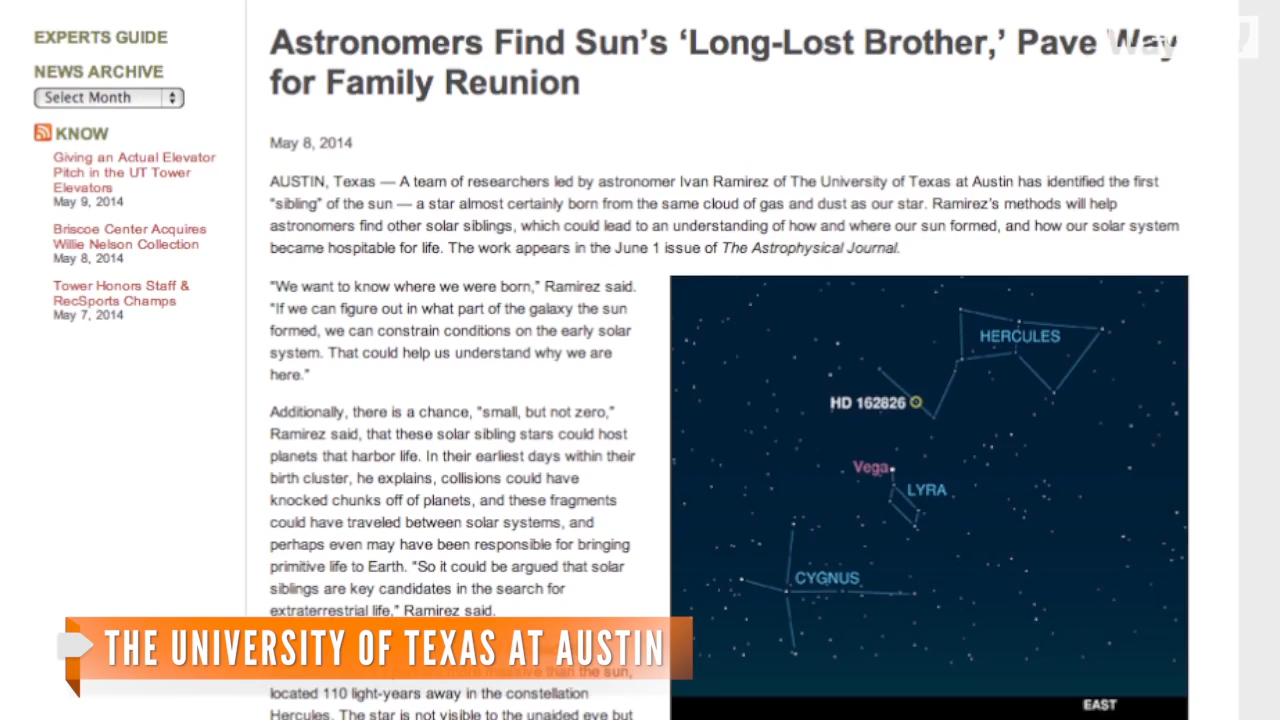 EXPERTS GUIDE
NEWS ARCHIVE
Select Month
KNOW
Giving an Actual Elevator
Pitch in the UT Tower
Elevators
May 9, 2014
Briscoe Center Acquires
Willie Nelson Collection
May 8, 2014
Tower Honors Staff &
RecSports Champs
May 7, 2014
Astronomers Find Sun’s ‘Long-Lost Brother,’ Pave Way
for Family Reunion
May 8, 2014
AUSTIN, Texas — A team of researchers led by astronomer Ivan Ramirez of The University of Texas at Austin has identified the first
"sibling" of the sun — a star almost certainly born from the same cloud of gas and dust as our star. Ramirez's methods will help
astronomers find other solar siblings, which could lead to an understanding of how and where our sun formed, and how our solar system
became hospitable for life. The work appears in the June 1 issue of The Astrophysical Journal.
"We want to know where we were born," Ramirez said.
"If we can figure out in what part of the galaxy the sun
formed, we can constrain conditions on the early solar
system. That could help us understand why we are
here."
Additionally, there is a chance, "small, but not zero,"
Ramirez said, that these solar sibling stars could host
planets that harbor life. In their earliest days within their
birth cluster, he explains, collisions could have
knocked chunks off of planets, and these fragments
could have traveled between solar systems, and
perhaps even may have been responsible for bringing
primitive life to Earth. "So it could be argued that solar
siblings are key candidates in the search for
extraterrestrial life," Ramirez said.
massive than the sun,
located 110 light-years away in the constellation
Hercules. The star is not visible to the unaided eye but
HERCULES
HD 162826
Vega
LYRA
CYGNUS
EAST
THE UNIVERSITY OF TEXAS AT AUSTIN